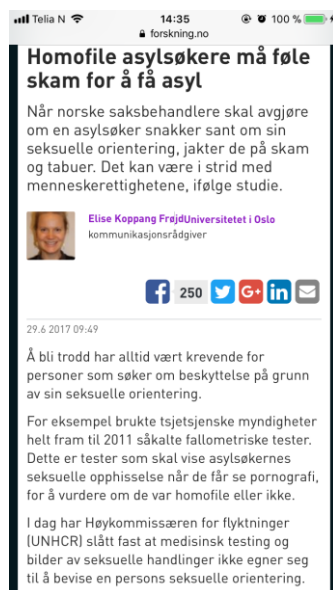 Telia N 14:35 100 %
forskning.no
Homofile asylsøkere må føle
skam for å få asyl
Når norske saksbehandlere skal avgjøre
om en asylsøker snakker sant om sin
seksuelle orientering, jakter de på skam
og tabuer. Det kan være i strid med
menneskerettighetene, ifølge studie.
Elise Koppang FrøjdUniversitetet i Oslo
kommunikasjonsrådgiver
f 250 G+ in
29.6 2017 09:49
Å bli trodd har alltid vært krevende for
personer som søker om beskyttelse på grunn
av sin seksuelle orientering.
For eksempel brukte tsjetsjenske myndigheter
helt fram til 2011 såkalte fallometriske tester.
Dette er tester som skal vise asylsøkernes
seksuelle opphisselse når de får se pornografi,
for å vurdere om de var homofile eller ikke.
I dag har Høykommissæren for flyktninger
(UNHCR) slått fast at medisinsk testing og
bilder av seksuelle handlinger ikke egner seg
til å bevise en persons seksuelle orientering.